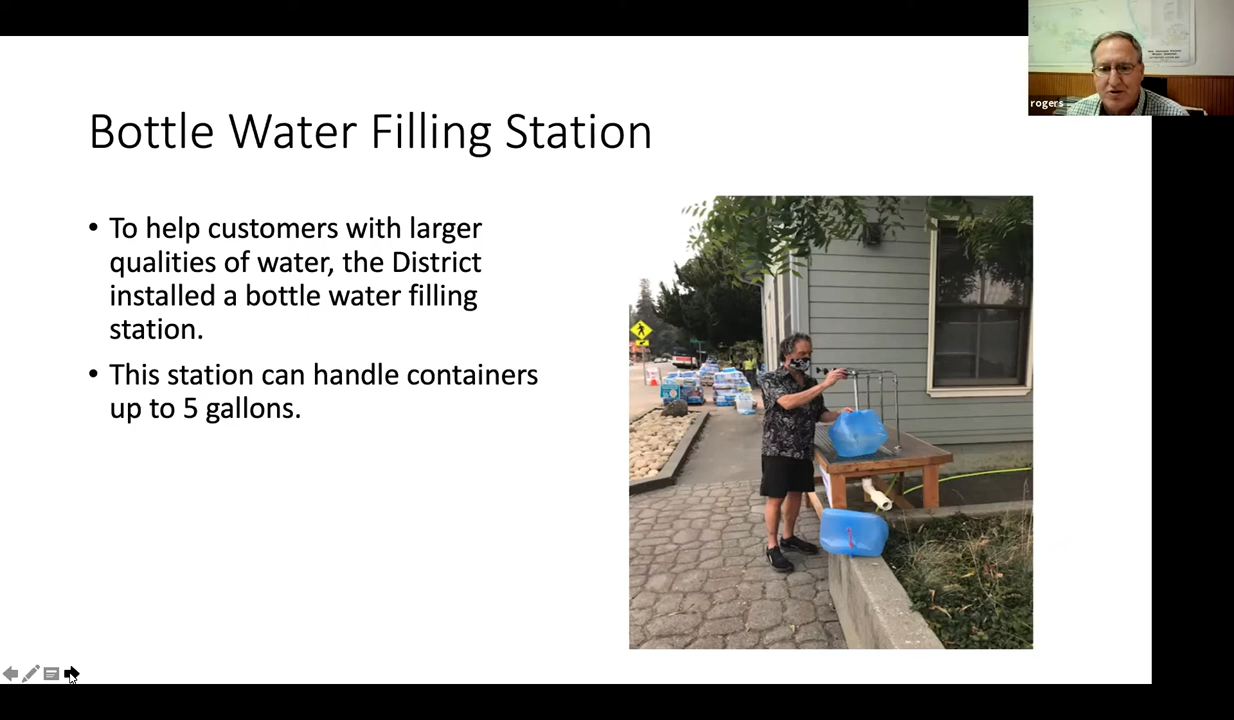 rogers
Bottle Water Filling Station
• To help customers with larger
qualities of water, the District
installed a bottle water filling
station.
• This station can handle containers
up to 5 gallons.